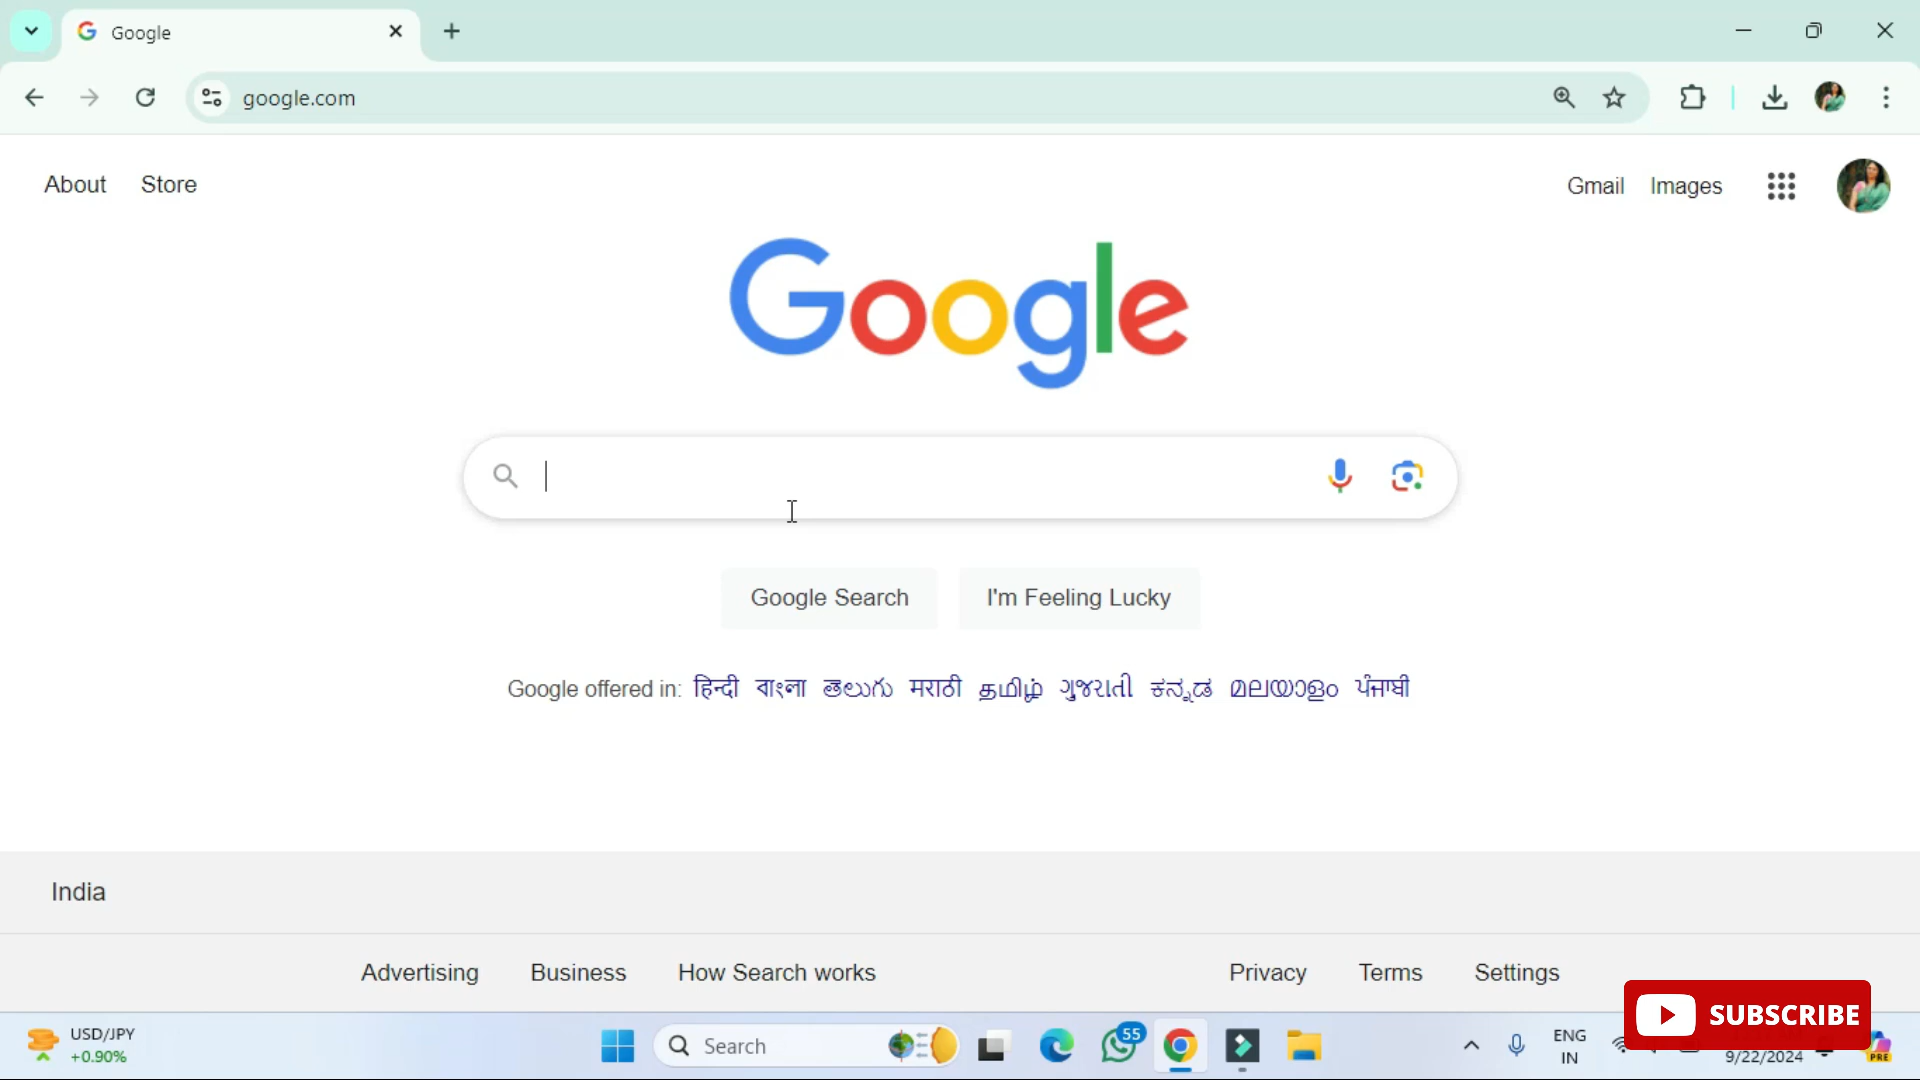 Google
google.com
About Store
Gmail Images
Google
Google Search I'm Feeling Lucky
Google offered in: हिन्दी বাংলা తెలుగు मराठी தமிழ் ગુજરાતી ಕನ್ನಡ മലയാളം ਪੰਜਾਬੀ
India
Advertising Business How Search works
Privacy Terms Settings
SUBSCRIBE
USD/JPY
+0.90%
Search
55
ENG
IN
9/22/2024
PRE